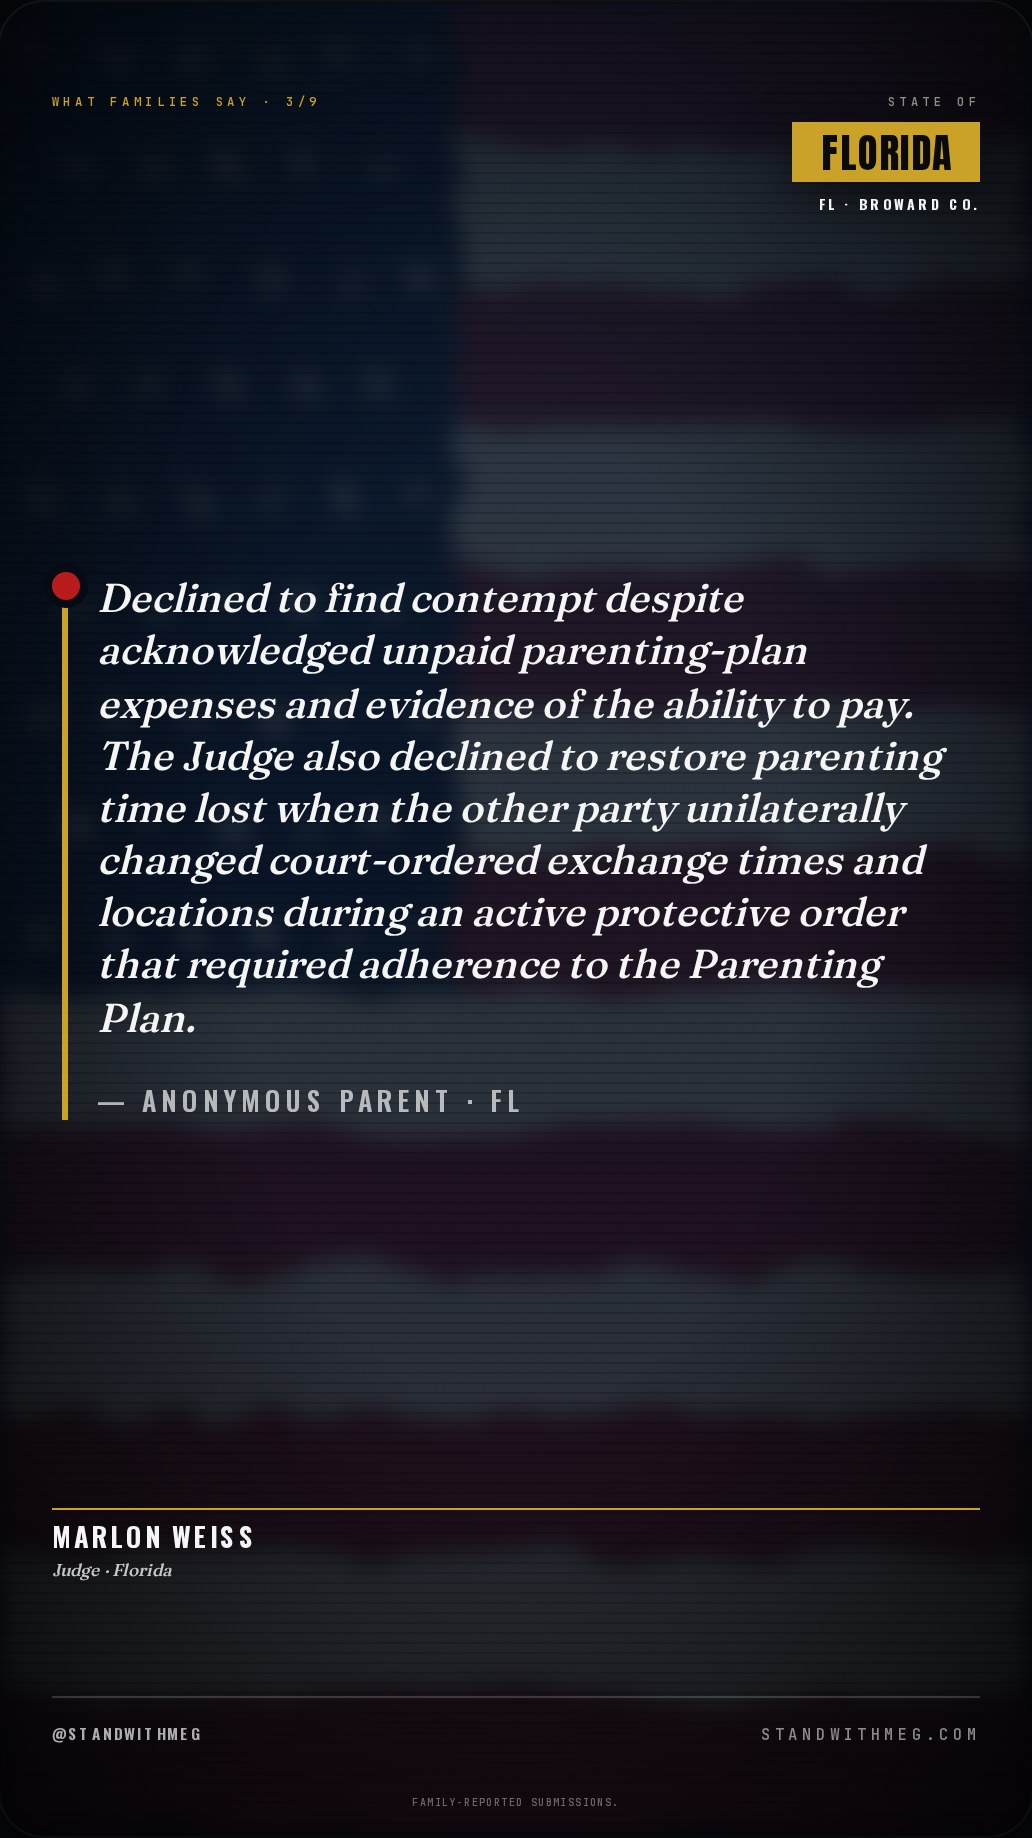 WHAT FAMILIES SAY · 3/9
STATE OF
FLORIDA
FL · BROWARD CO.
Declined to find contempt despite
acknowledged unpaid parenting-plan
expenses and evidence of the ability to pay.
The Judge also declined to restore parenting
time lost when the other party unilaterally
changed court-ordered exchange times and
locations during an active protective order
that required adherence to the Parenting
Plan.
— ANONYMOUS PARENT · FL
MARLON WEISS
Judge · Florida
@STANDWITHMEG
STANDWITHMEG.COM
FAMILY-REPORTED SUBMISSIONS.